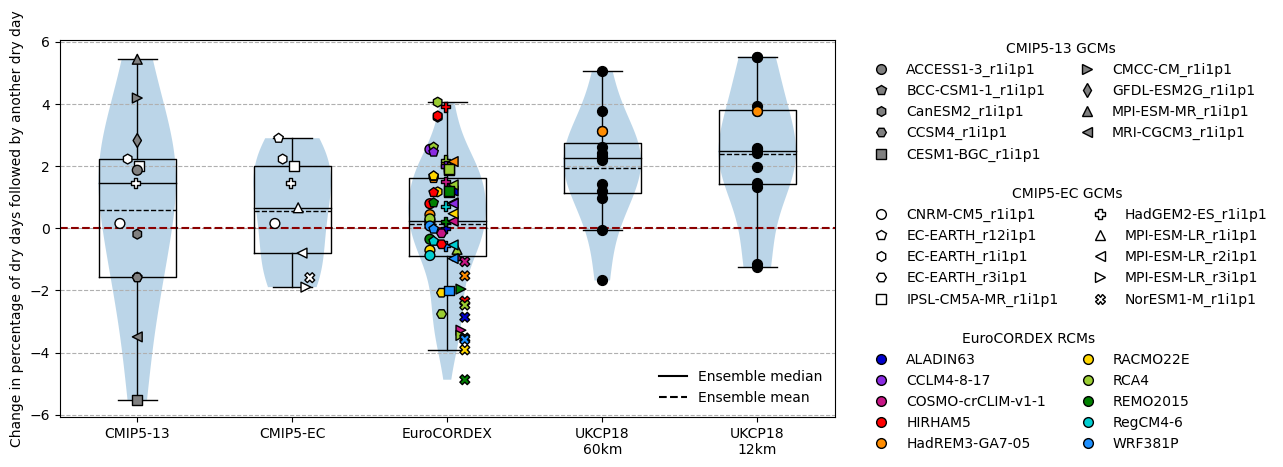 Change in percentage of dry days followed by another dry day
6
4
2
0
−2
−4
−6
CMIP5-13
CMIP5-EC
EuroCORDEX
UKCP18
60km
UKCP18
12km
Ensemble median
Ensemble mean
CMIP5-13 GCMs
ACCESS1-3_r1i1p1
BCC-CSM1-1_r1i1p1
CanESM2_r1i1p1
CCSM4_r1i1p1
CESM1-BGC_r1i1p1
CMCC-CM_r1i1p1
GFDL-ESM2G_r1i1p1
MPI-ESM-MR_r1i1p1
MRI-CGCM3_r1i1p1
CMIP5-EC GCMs
CNRM-CM5_r1i1p1
EC-EARTH_r12i1p1
EC-EARTH_r1i1p1
EC-EARTH_r3i1p1
IPSL-CM5A-MR_r1i1p1
HadGEM2-ES_r1i1p1
MPI-ESM-LR_r1i1p1
MPI-ESM-LR_r2i1p1
MPI-ESM-LR_r3i1p1
NorESM1-M_r1i1p1
EuroCORDEX RCMs
ALADIN63
CCLM4-8-17
COSMO-crCLIM-v1-1
HIRHAM5
HadREM3-GA7-05
RACMO22E
RCA4
REMO2015
RegCM4-6
WRF381P